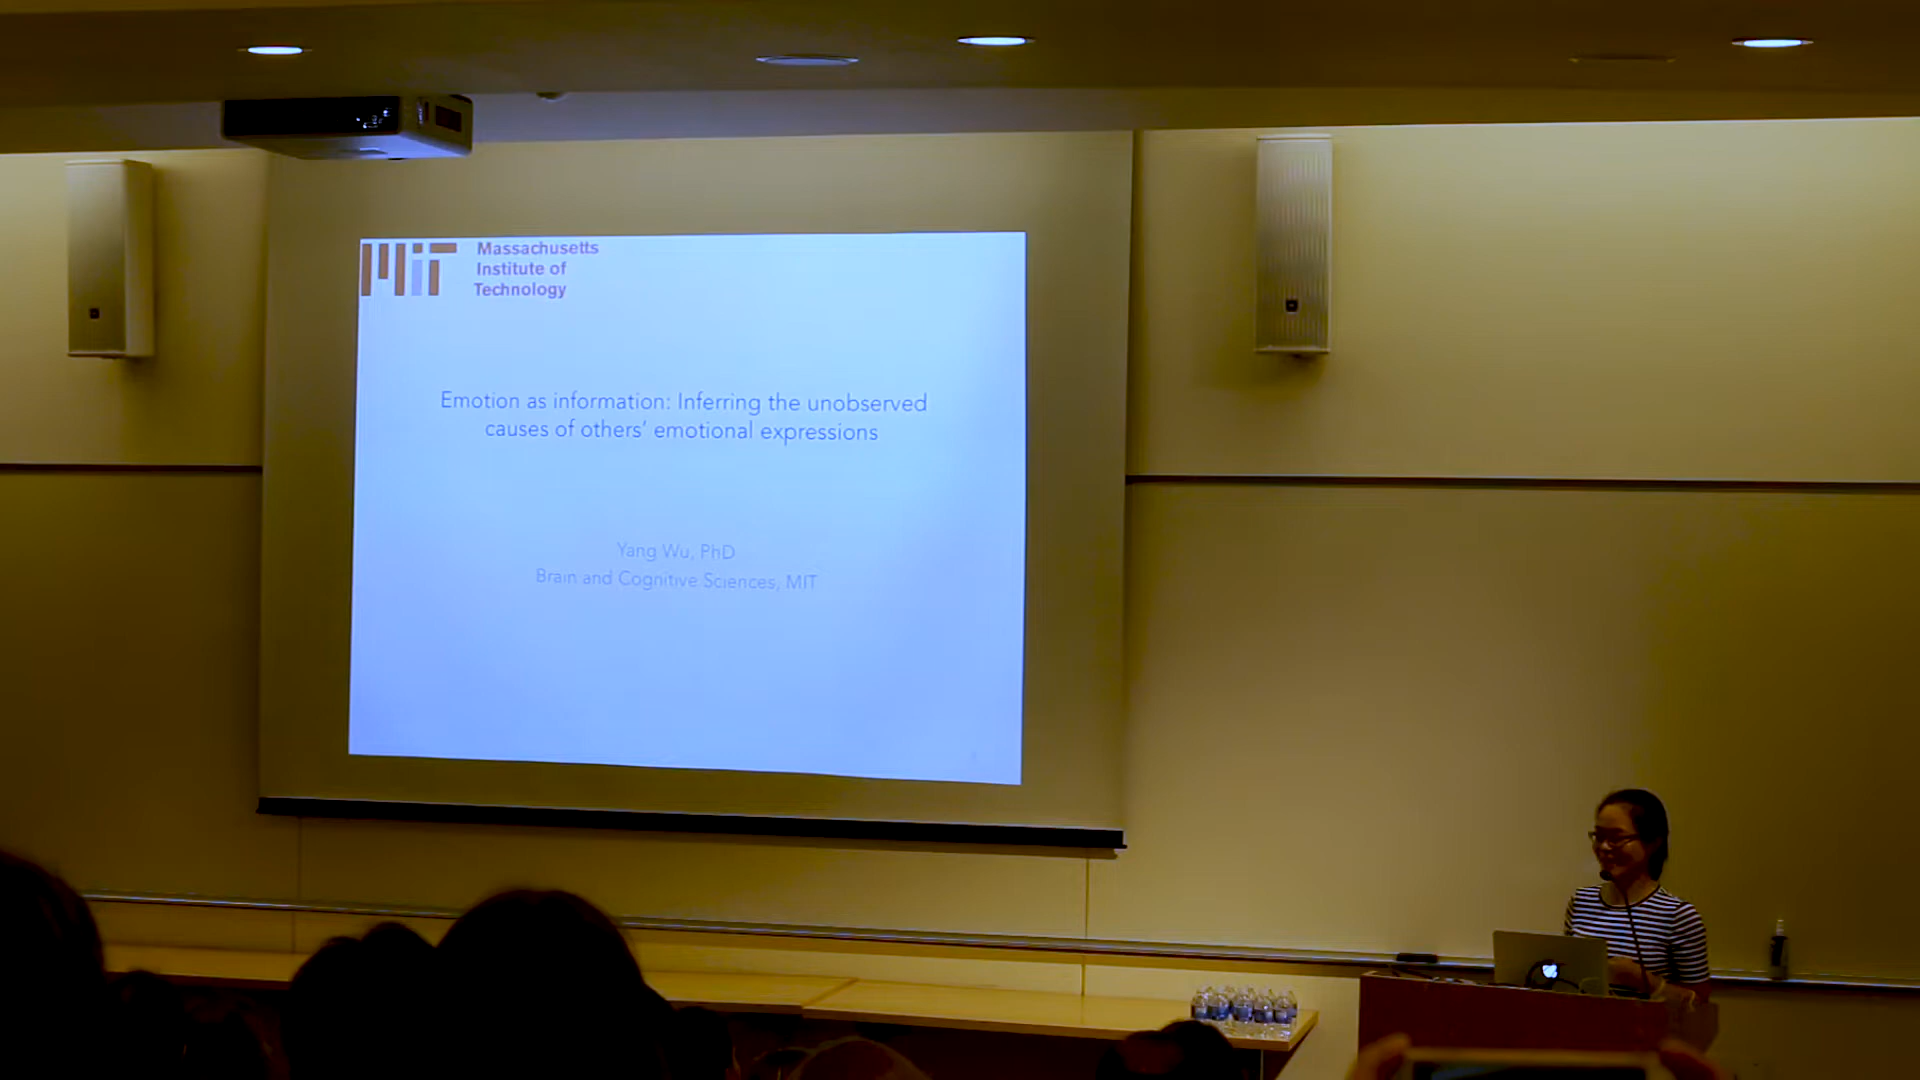 MIT
Massachusetts
Institute of
Technology
Emotion as information: Inferring the unobserved
causes of others' emotional expressions
Yang Wu, PhD
Brain and Cognitive Sciences, MIT